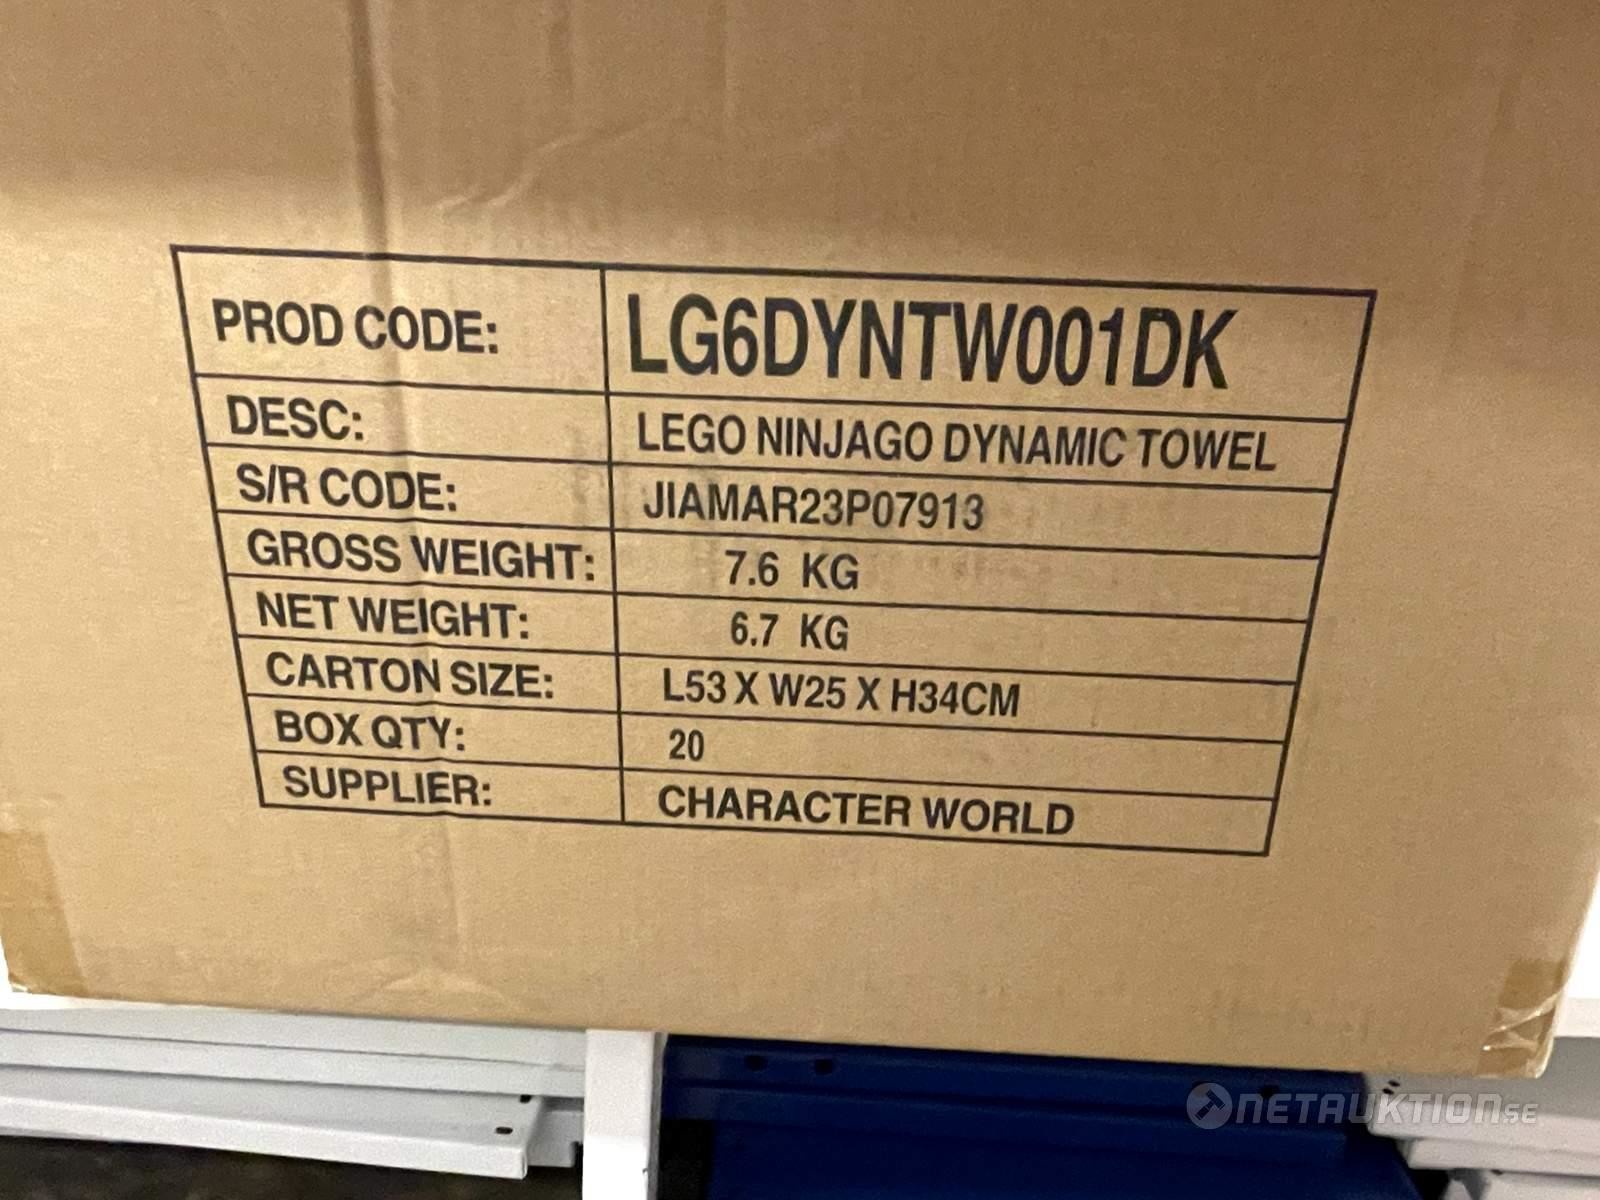 PROD CODE: LG6DYNTW001DK
DESC: LEGO NINJAGO DYNAMIC TOWEL
S/R CODE: JIAMAR23P07913
GROSS WEIGHT: 7.6 KG
NET WEIGHT: 6.7 KG
CARTON SIZE: L53 X W25 X H34CM
BOX QTY: 20
SUPPLIER: CHARACTER WORLD
NETAUKTION.SE